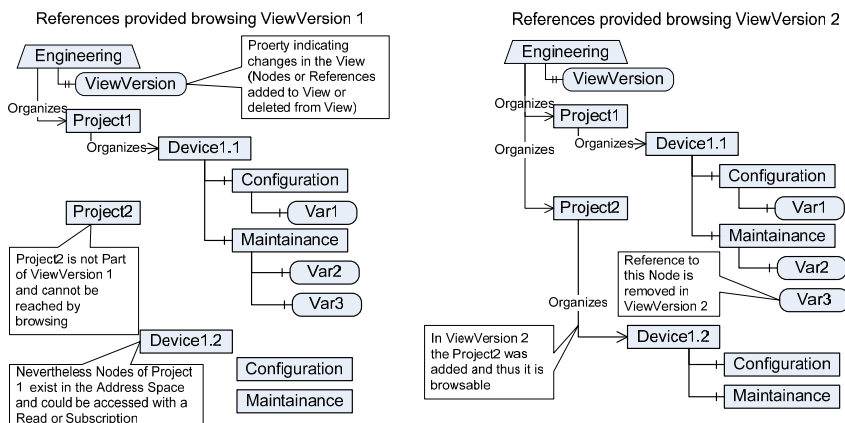 References provided browsing ViewVersion 1
Engineering
ViewVersion
Proerty indicating
changes in the View
(Nodes or References
added to View or
deleted from View)
Organizes
Project1
Organizes
Device1.1
Configuration
Var1
Project2
Maintainance
Project2 is not Part
of ViewVersion 1
and cannot be
reached by
browsing
Var2
Var3
Device1.2
Nevertheless Nodes of Project
1 exist in the Address Space
and could be accessed with a
Read or Subscription
Configuration
Maintainance
References provided browsing ViewVersion 2
Engineering
ViewVersion
Organizes
Project1
Organizes
Organizes
Device1.1
Configuration
Var1
Project2
Maintainance
Reference to
this Node is
removed in
ViewVersion 2
Var2
Var3
Organizes
In ViewVersion 2
the Project2 was
added and thus it is
browsable
Device1.2
Configuration
Maintainance